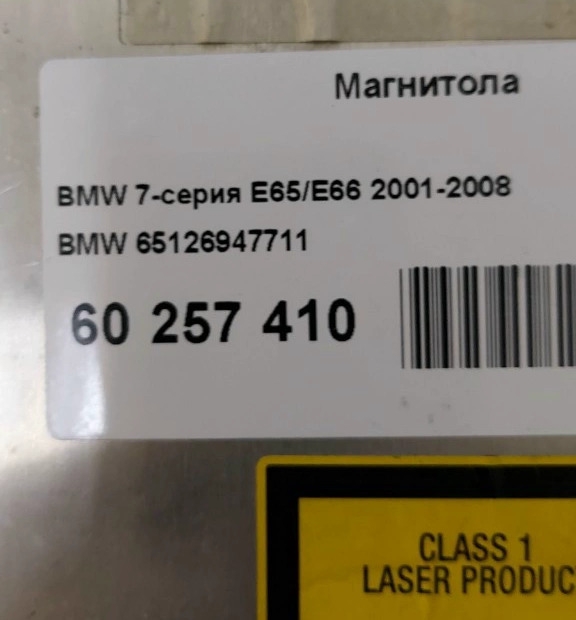 Магнитола
BMW 7-серия E65/E66 2001-2008
BMW 65126947711
60 257 410
CLASS 1
LASER PRODUC